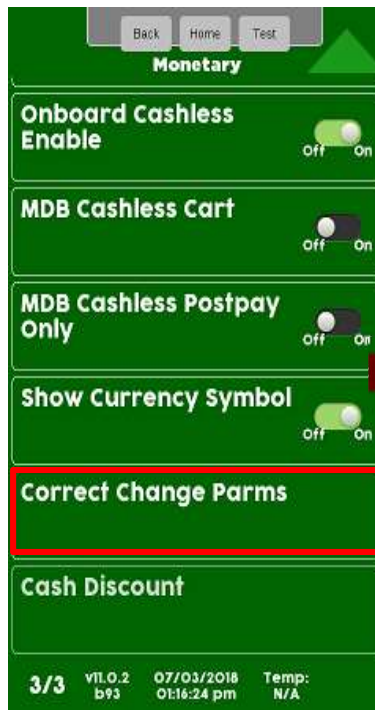 Back Home Test
Monetary
Onboard Cashless
Enable
Off On
MDB Cashless Cart
Off On
MDB Cashless Postpay
Only
Off On
Show Currency Symbol
Off On
Correct Change Parms
Cash Discount
3/3 v11.0.2 07/03/2018 Temp:
b93 01:16:24 pm N/A